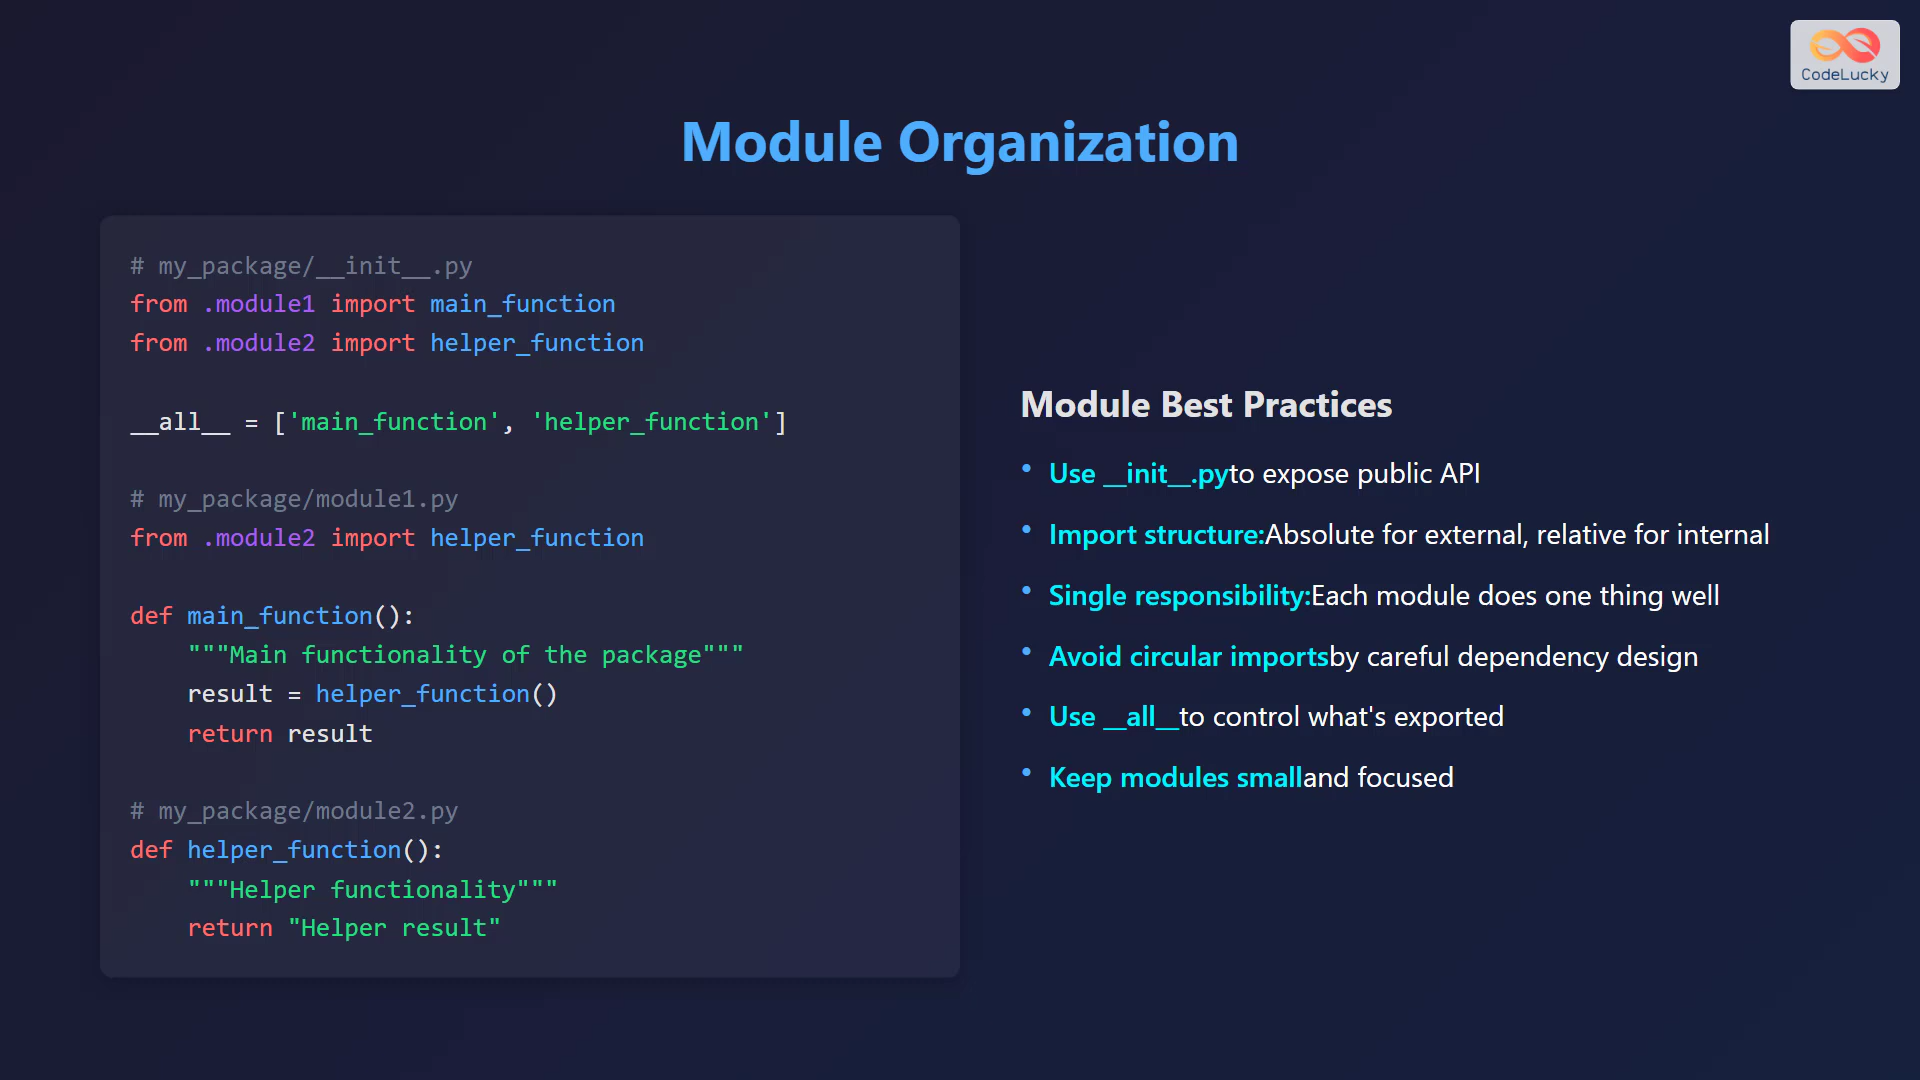 CodeLucky
Module Organization
# my_package/__init__.py
from .module1 import main_function
from .module2 import helper_function
__all__ = ['main_function', 'helper_function']
# my_package/module1.py
from .module2 import helper_function
def main_function():
    """Main functionality of the package"""
    result = helper_function()
    return result
# my_package/module2.py
def helper_function():
    """Helper functionality"""
    return "Helper result"
Module Best Practices
• Use __init__.pyto expose public API
• Import structure:Absolute for external, relative for internal
• Single responsibility:Each module does one thing well
• Avoid circular importsby careful dependency design
• Use __all__to control what's exported
• Keep modules smalland focused